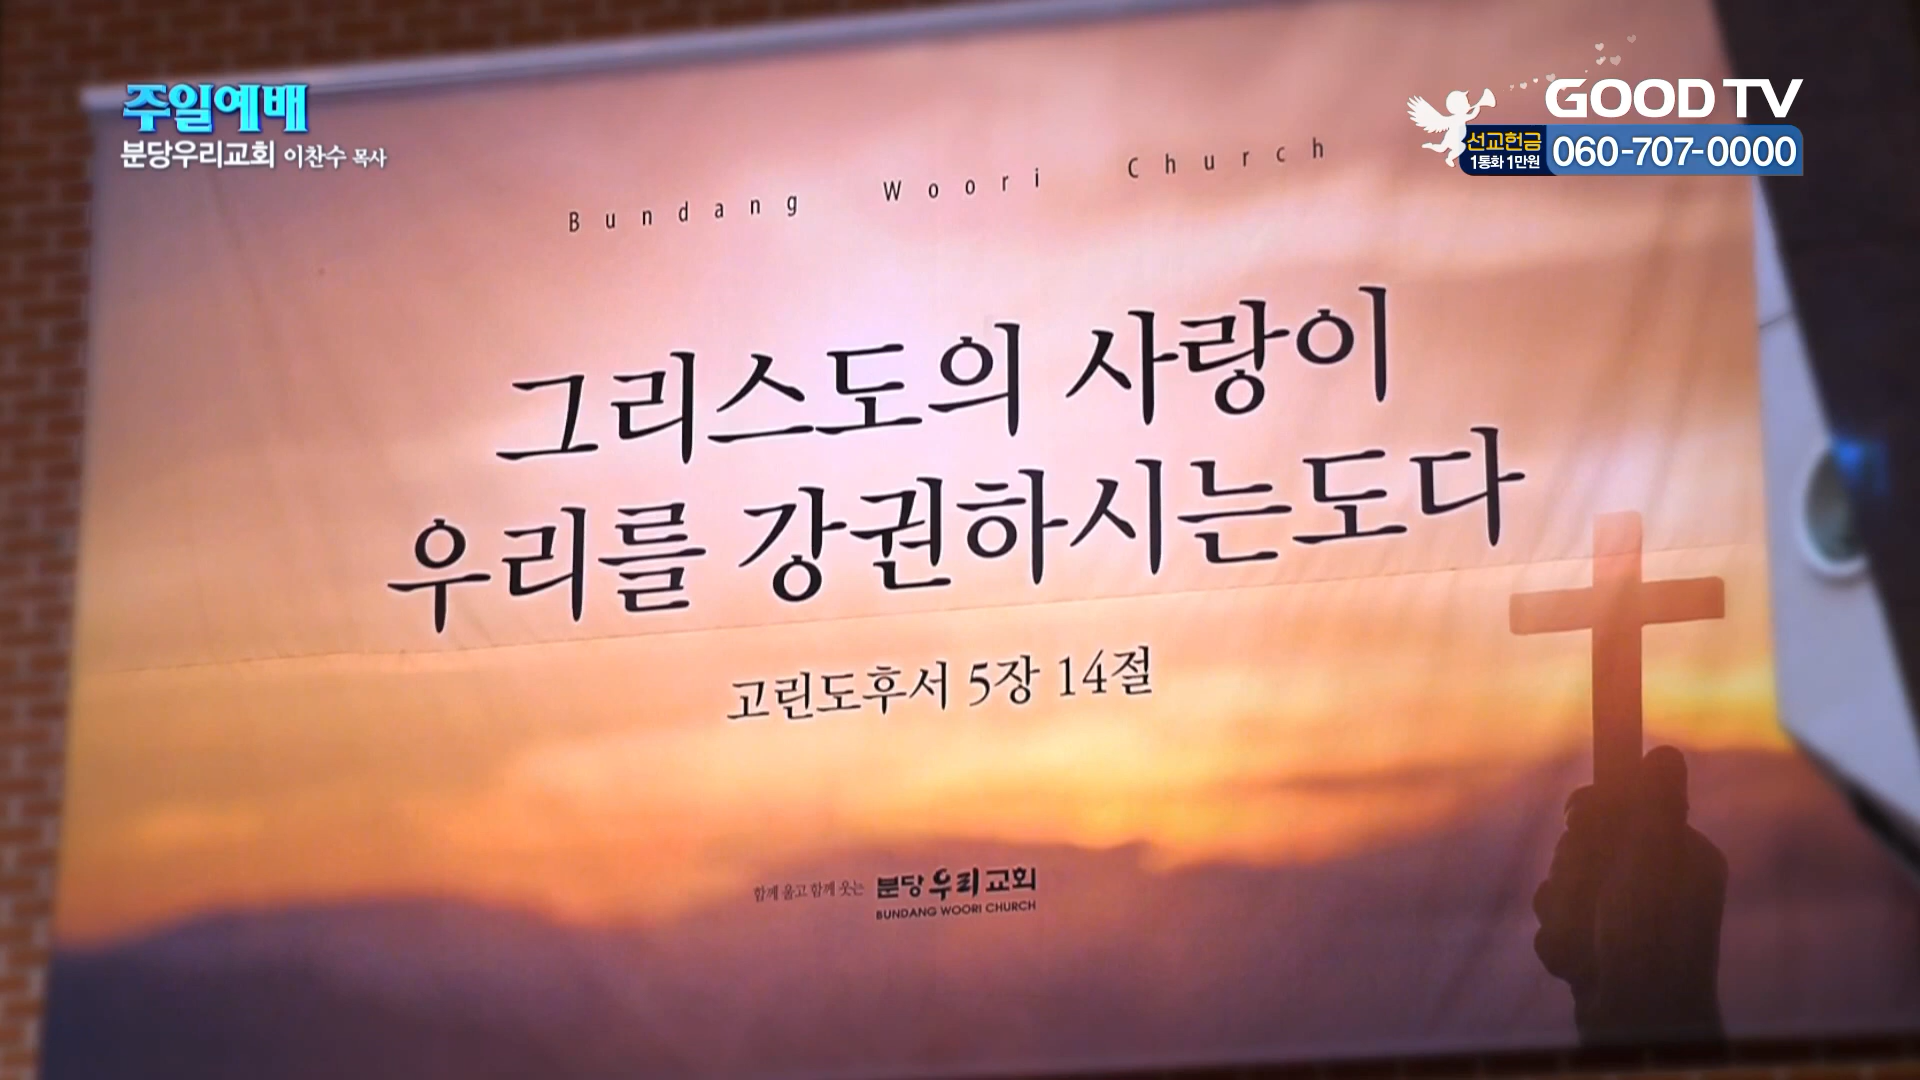 주일예배
분당우리교회 이찬수 목사
GOOD TV
선교헌금
1통화 1만원
060-707-0000
Bundang Woori Church
그리스도의 사랑이
우리를 강권하시는도다
고린도후서 5장 14절
함께 울고 함께 웃는 분당우리교회
BUNDANG WOORI CHURCH